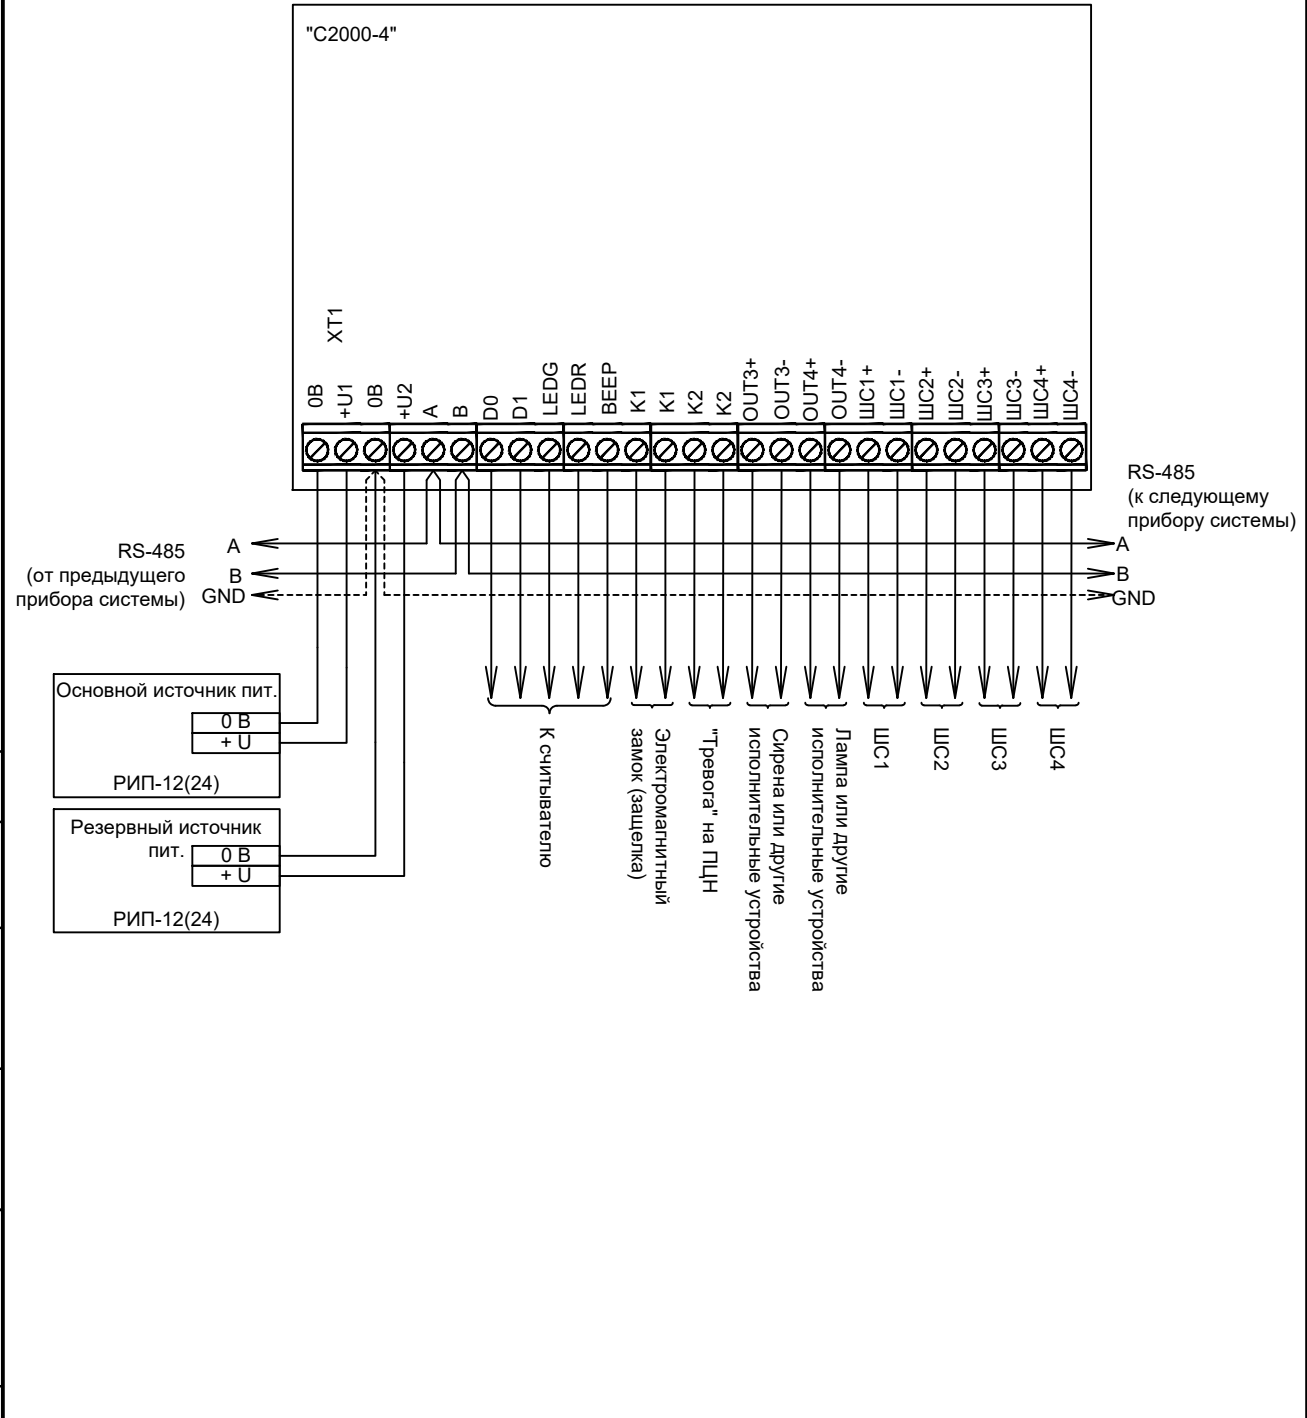 "С2000-4"
XT1
0В
+U1
0В
+U2
A
B
D0
D1
LEDG
LEDR
BEEP
K1
K1
K2
K2
OUT3+
OUT3-
OUT4+
OUT4-
ШС1+
ШС1-
ШС2+
ШС2-
ШС3+
ШС3-
ШС4+
ШС4-
RS-485
(к следующему
прибору системы)
A
B
GND
RS-485
(от предыдущего
прибора системы)
A
B
GND
Основной источник пит.
0 В
+ U
РИП-12(24)
Резервный источник
пит.
0 В
+ U
РИП-12(24)
К считывателю
Электромагнитный
замок (защелка)
"Тревога" на ПЦН
Сирена или другие
исполнительные устройства
Лампа или другие
исполнительные устройства
ШС1
ШС2
ШС3
ШС4